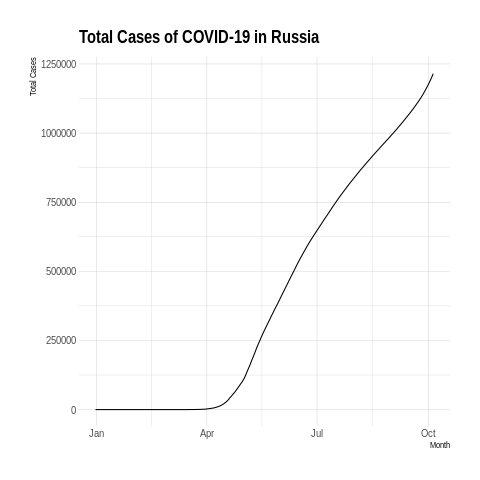 Total Cases of COVID-19 in Russia
Total Cases
1250000
1000000
750000
500000
250000
0
Jan Apr Jul Oct
Month